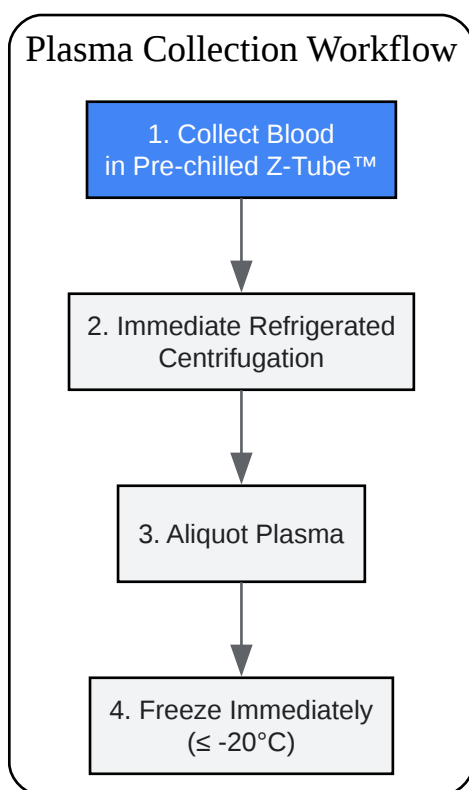 Plasma Collection Workflow
1. Collect Blood
in Pre-chilled Z-Tube™
2. Immediate Refrigerated
Centrifugation
3. Aliquot Plasma
4. Freeze Immediately
(≤ -20°C)